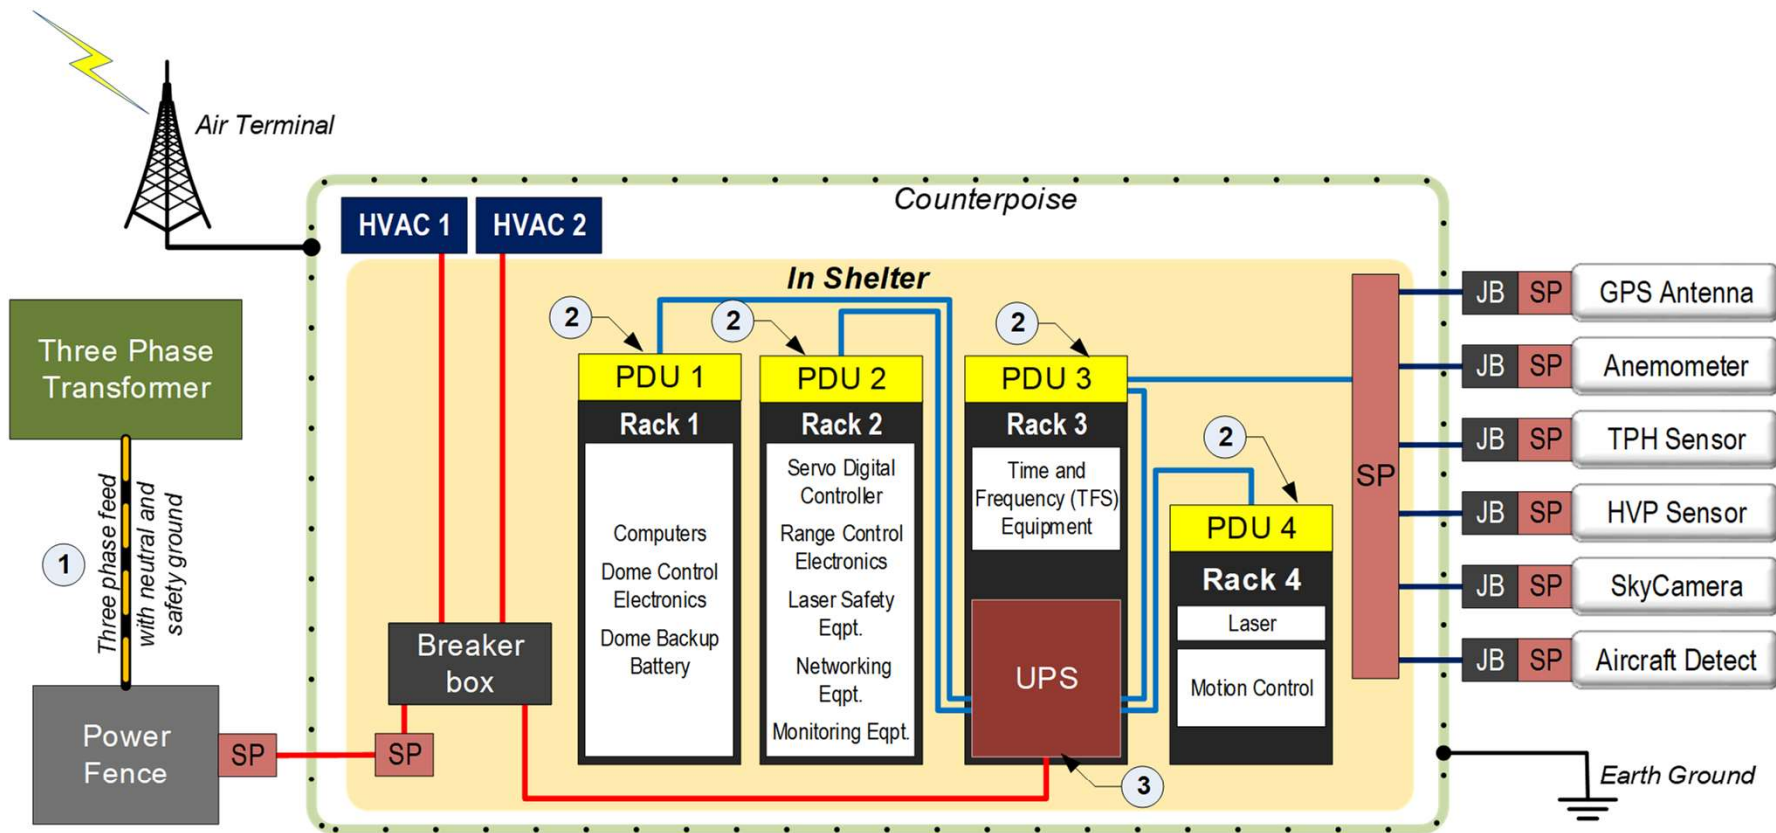 Air Terminal
Counterpoise
HVAC 1
HVAC 2
In Shelter
Three Phase
Transformer
1
Three phase feed
with neutral and
safety ground
Power
Fence
SP
SP
Breaker
box
2
PDU 1
Rack 1
Computers
Dome Control
Electronics
Dome Backup
Battery
2
PDU 2
Rack 2
Servo Digital
Controller
Range Control
Electronics
Laser Safety
Eqpt.
Networking
Eqpt.
Monitoring Eqpt.
2
PDU 3
Rack 3
Time and
Frequency (TFS)
Equipment
UPS
3
2
PDU 4
Rack 4
Laser
Motion Control
SP
JB SP GPS Antenna
JB SP Anemometer
JB SP TPH Sensor
JB SP HVP Sensor
JB SP SkyCamera
JB SP Aircraft Detect
Earth Ground